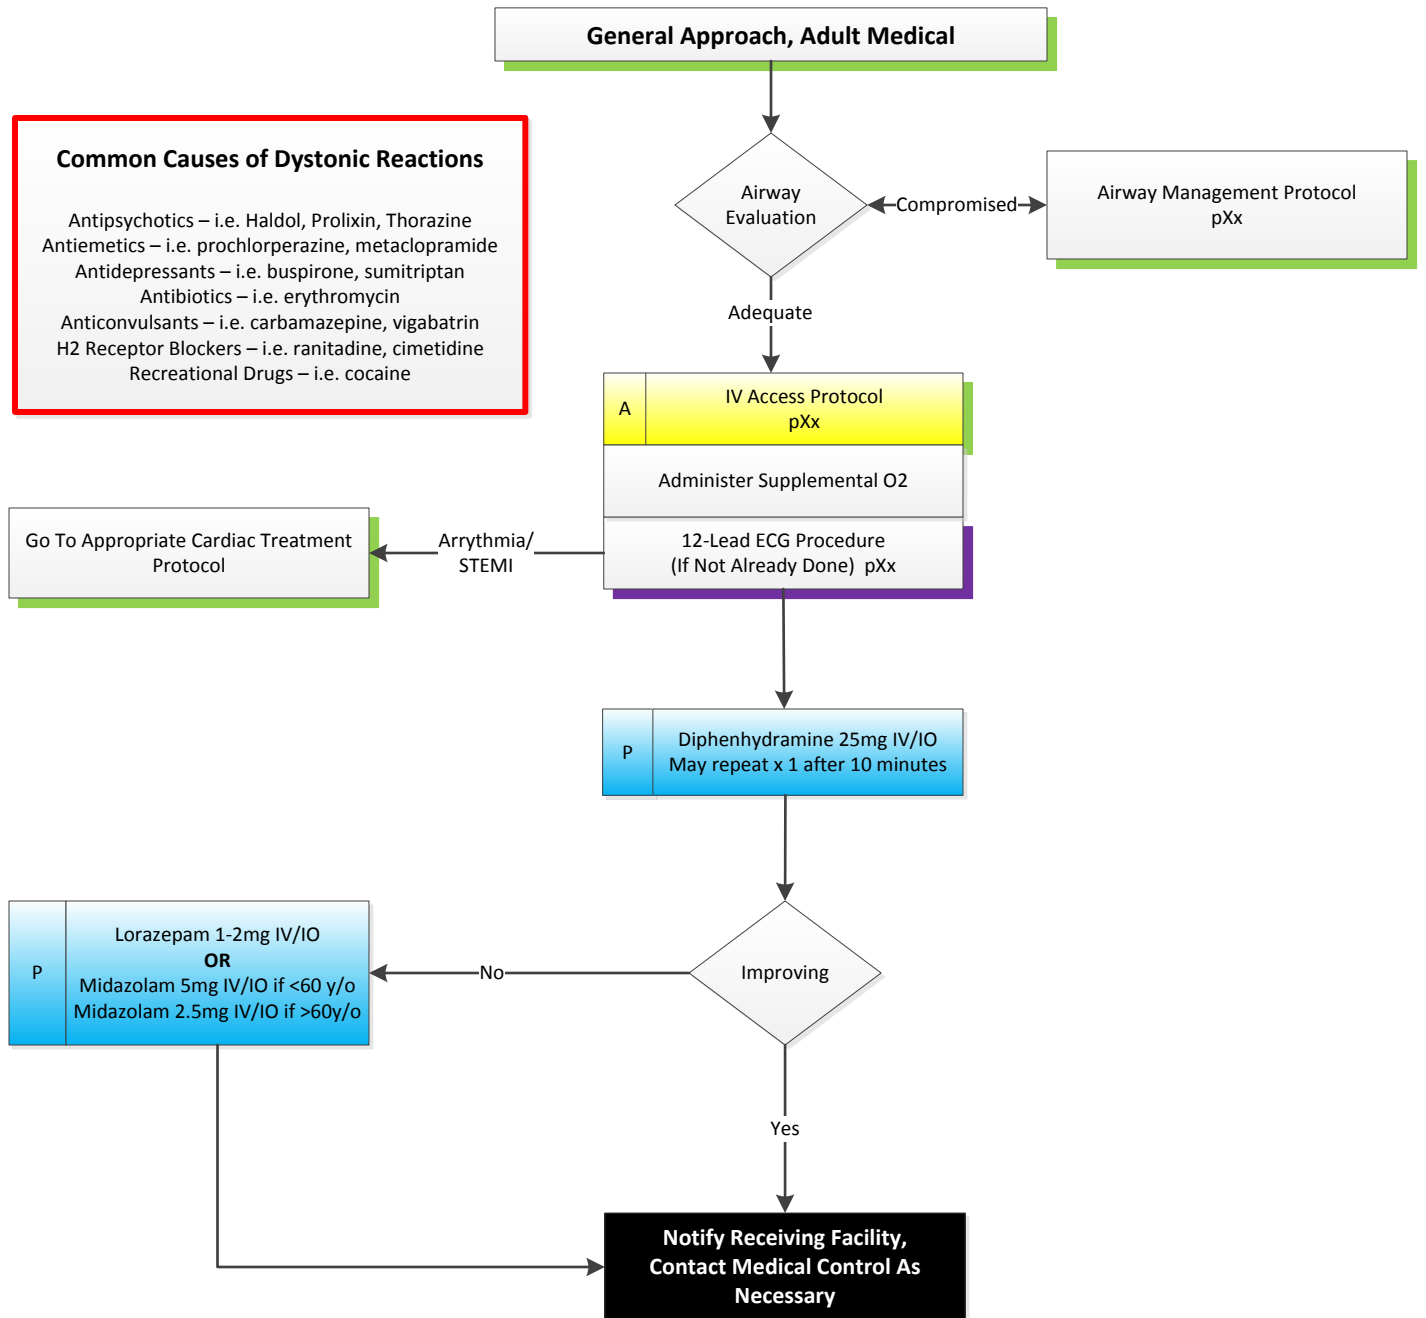 General Approach, Adult Medical
Common Causes of Dystonic Reactions
Antipsychotics – i.e. Haldol, Prolixin, Thorazine
Antiemetics – i.e. prochlorperazine, metaclopramide
Antidepressants – i.e. buspirone, sumitriptan
Antibiotics – i.e. erythromycin
Anticonvulsants – i.e. carbamazepine, vigabatrin
H2 Receptor Blockers – i.e. ranitadine, cimetidine
Recreational Drugs – i.e. cocaine
Airway
Evaluation
Compromised
Airway Management Protocol
pXx
Adequate
A
IV Access Protocol
pXx
Administer Supplemental O2
12-Lead ECG Procedure
(If Not Already Done) pXx
Arrythmia/
STEMI
Go To Appropriate Cardiac Treatment
Protocol
P
Diphenhydramine 25mg IV/IO
May repeat x 1 after 10 minutes
Improving
No
P
Lorazepam 1-2mg IV/IO
OR
Midazolam 5mg IV/IO if <60 y/o
Midazolam 2.5mg IV/IO if >60y/o
Yes
Notify Receiving Facility,
Contact Medical Control As
Necessary